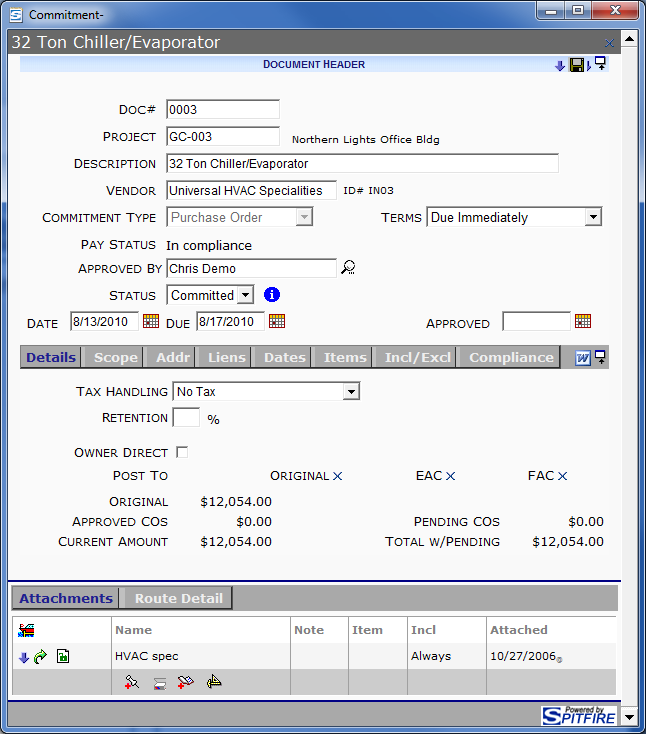 Commitment-
32 Ton Chiller/Evaporator
DOCUMENT HEADER
DOC# 0003
PROJECT GC-003 Northern Lights Office Bldg
DESCRIPTION 32 Ton Chiller/Evaporator
VENDOR Universal HVAC Specialities ID# IN03
COMMITMENT TYPE Purchase Order TERMS Due Immediately
PAY STATUS In compliance
APPROVED BY Chris Demo
STATUS Committed
DATE 8/13/2010 DUE 8/17/2010 APPROVED
Details Scope Addr Liens Dates Items Incl/Excl Compliance
TAX HANDLING No Tax
RETENTION %
OWNER DIRECT
POST TO ORIGINAL X EAC X FAC X
ORIGINAL $12,054.00
APPROVED COS $0.00 PENDING COS $0.00
CURRENT AMOUNT $12,054.00 TOTAL W/PENDING $12,054.00
Attachments Route Detail
Name Note Item Incl Attached
HVAC spec Always 10/27/2006
Powered by
SPITFIRE